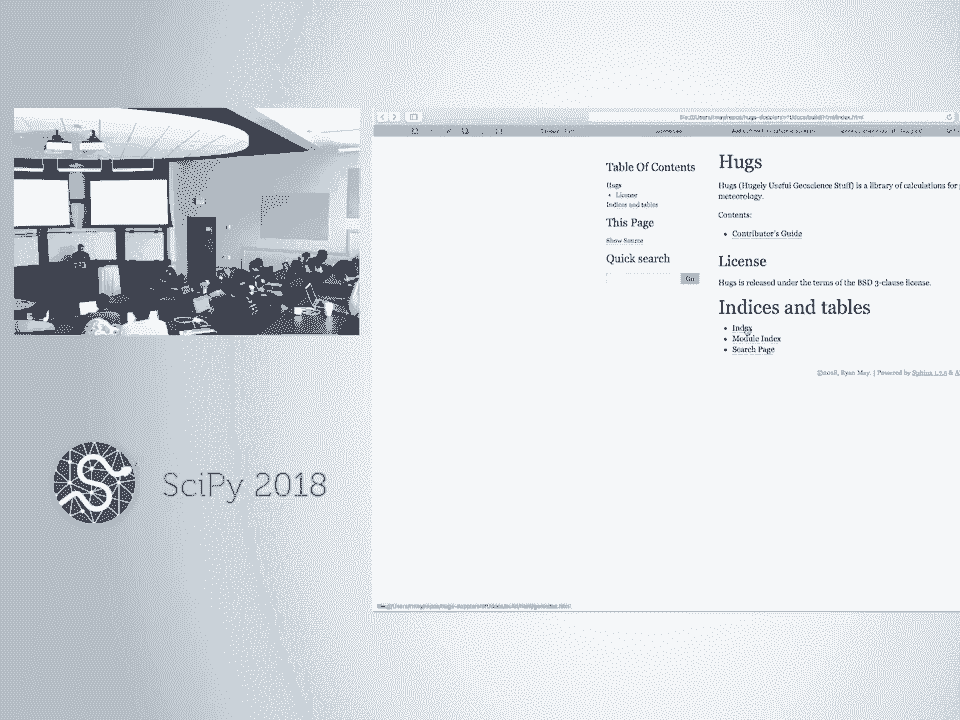 Table Of Contents
Hugs
License
Indices and tables
This Page
Show Source
Quick search
Go
Hugs
Hugs (Hugely Useful Geoscience Stuff) is a library of calculations for
meteorology.
Contents:
Contributor's Guide
License
Hugs is released under the terms of the BSD 3-clause license.
Indices and tables
Index
Module Index
Search Page
©2018, Ryan May. | Powered by Sphinx 1.7.5 &
SciPy 2018